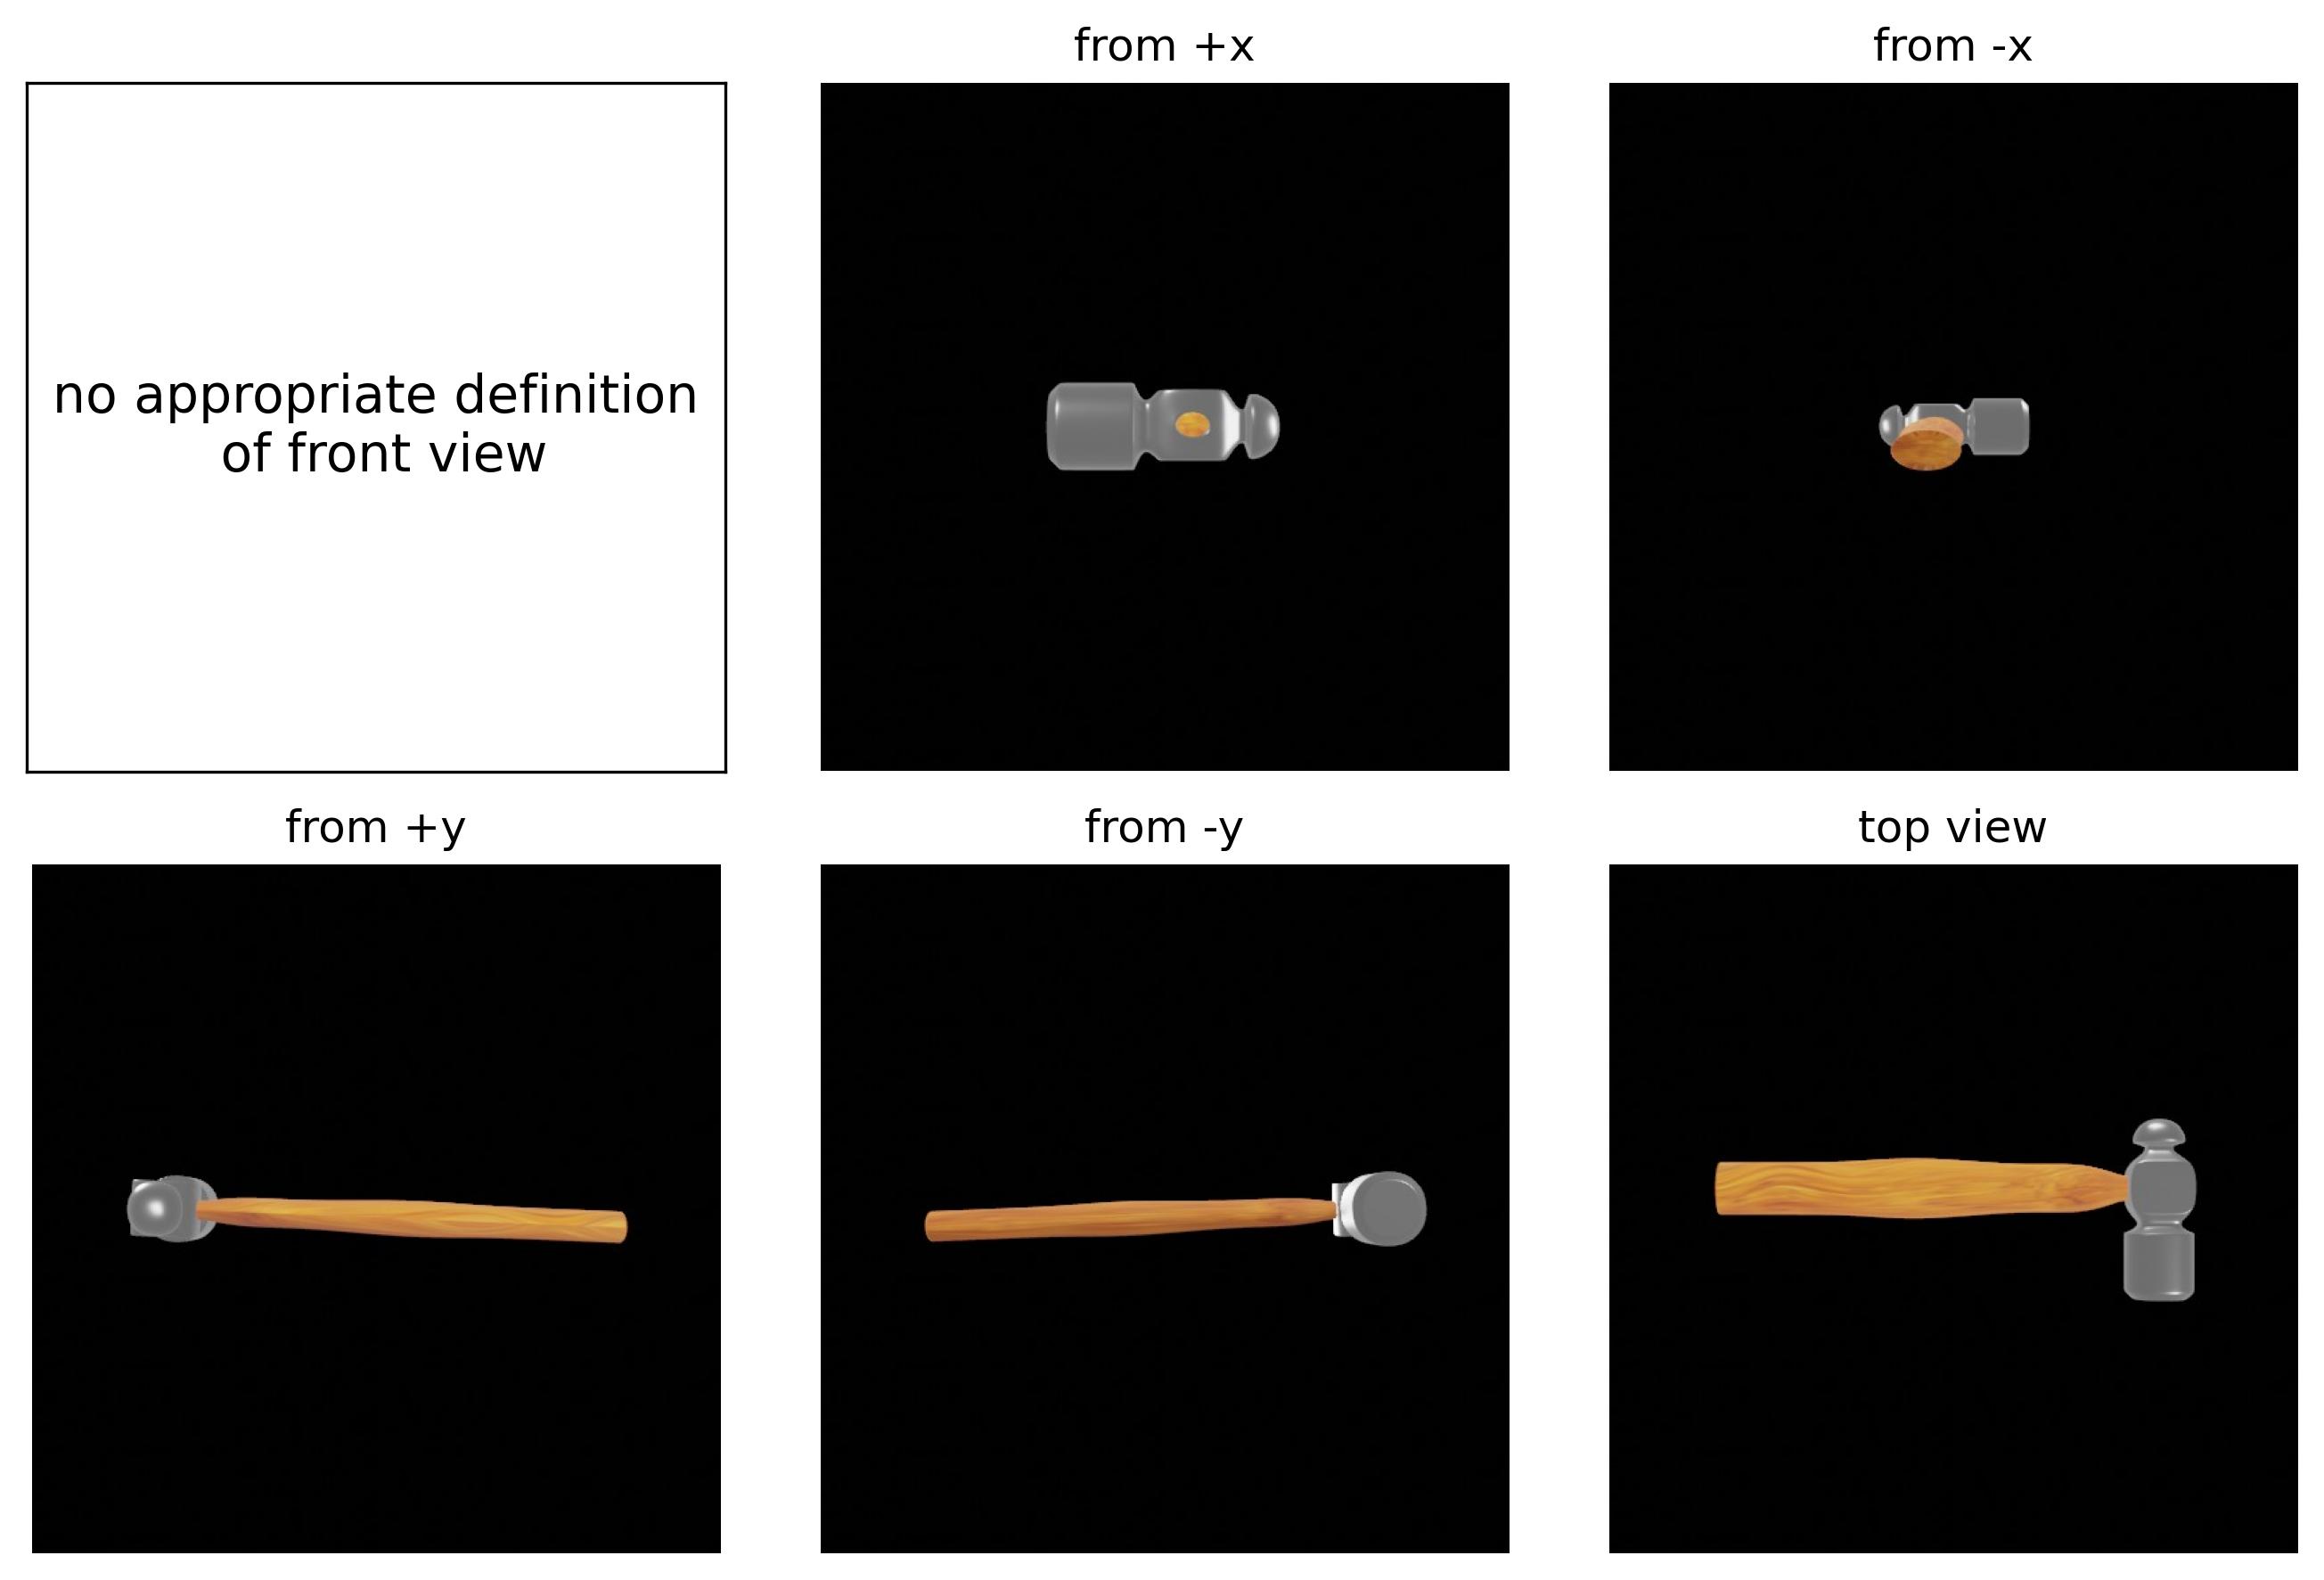 from +x
from -x
no appropriate definition
of front view
from +y
from -y
top view